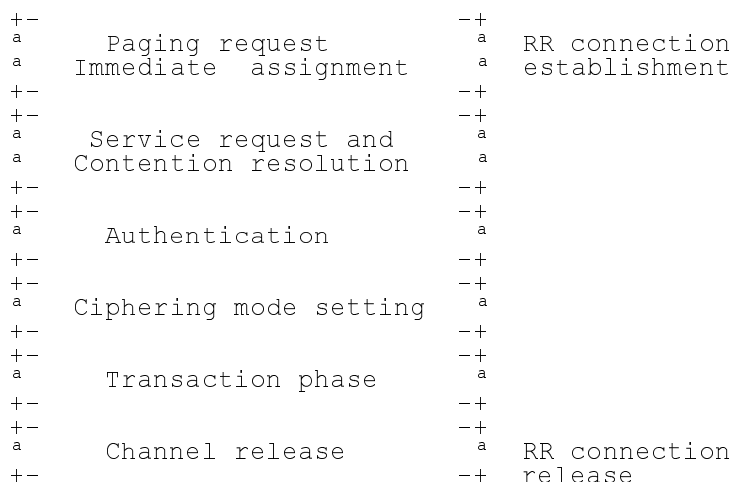 +- -+
ª Paging request ª RR connection
ª Immediate assignment ª establishment
+- -+
+- -+
ª Service request and ª
ª Contention resolution ª
+- -+
+- -+
ª Authentication ª
+- -+
+- -+
ª Ciphering mode setting ª
+- -+
+- -+
ª Transaction phase ª
+- -+
+- -+
ª Channel release ª RR connection
+- -+ release